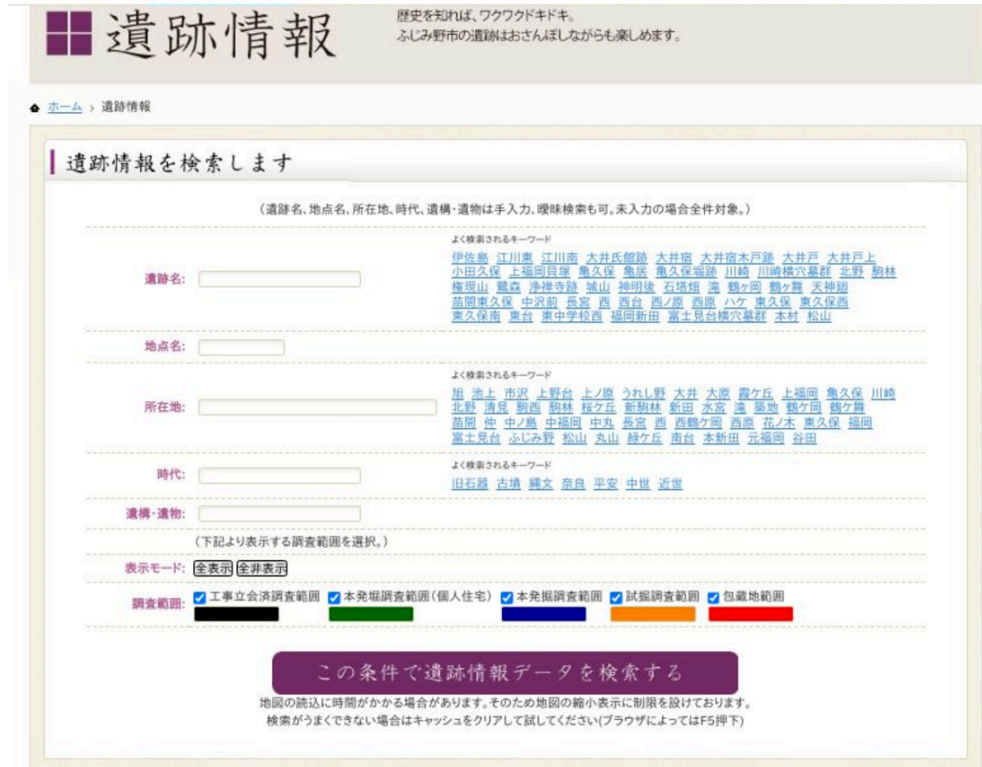 遺跡情報
歴史を知れば、ワクワクドキドキ。
ふじみ野市の遺跡はおさんぽしながらも楽しめます。
ホーム › 遺跡情報
遺跡情報を検索します
（遺跡名、地点名、所在地、時代、遺構・遺物は手入力、曖昧検索も可。未入力の場合全件対象。）
よく検索されるキーワード
遺跡名:
伊佐島 江川東 江川南 大井氏館跡 大井宿 大井宿木戸跡 大井戸 大井戸上
小田久保 上福岡貝塚 亀久保 亀居 亀久保堀跡 川崎 川崎横穴墓群 北野 駒林
権現山 鷺森 浄禅寺跡 城山 神明後 石塔畑 滝 鶴ヶ岡 鶴ヶ舞 天神廻
苗間東久保 中沢前 長宮 西 西台 西ノ原 西原 ハケ 東久保 東久保西
東久保南 東台 東中学校西 福岡新田 富士見台横穴墓群 本村 松山
地点名:
よく検索されるキーワード
所在地:
旭 池上 市沢 上野台 上ノ原 うれし野 大井 大原 霞ケ丘 上福岡 亀久保 川崎
北野 清見 駒西 駒林 桜ケ丘 新駒林 新田 水宮 滝 築地 鶴ケ岡 鶴ケ舞
苗間 仲 中ノ島 中福岡 中丸 長宮 西 西鶴ケ岡 西原 花ノ木 東久保 福岡
富士見台 ふじみ野 松山 丸山 緑ケ丘 南台 本新田 元福岡 谷田
よく検索されるキーワード
時代:
旧石器 古墳 縄文 奈良 平安 中世 近世
遺構・遺物:
（下記より表示する調査範囲を選択。）
表示モード: 全表示 全非表示
調査範囲: 工事立会済調査範囲 本発堀調査範囲（個人住宅） 本発掘調査範囲 試掘調査範囲 包蔵地範囲
この条件で遺跡情報データを検索する
地図の読込に時間がかかる場合があります。そのため地図の縮小表示に制限を設けております。
検索がうまくできない場合はキャッシュをクリアして試してください(ブラウザによってはF5押下)